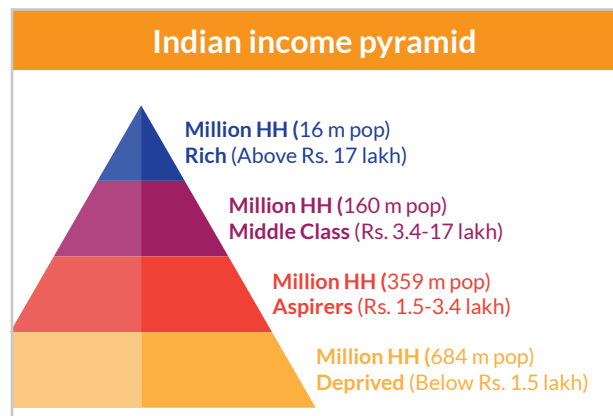 Indian income pyramid
Million HH (16 m pop)
Rich (Above Rs. 17 lakh)
Million HH (160 m pop)
Middle Class (Rs. 3.4-17 lakh)
Million HH (359 m pop)
Aspirers (Rs. 1.5-3.4 lakh)
Million HH (684 m pop)
Deprived (Below Rs. 1.5 lakh)